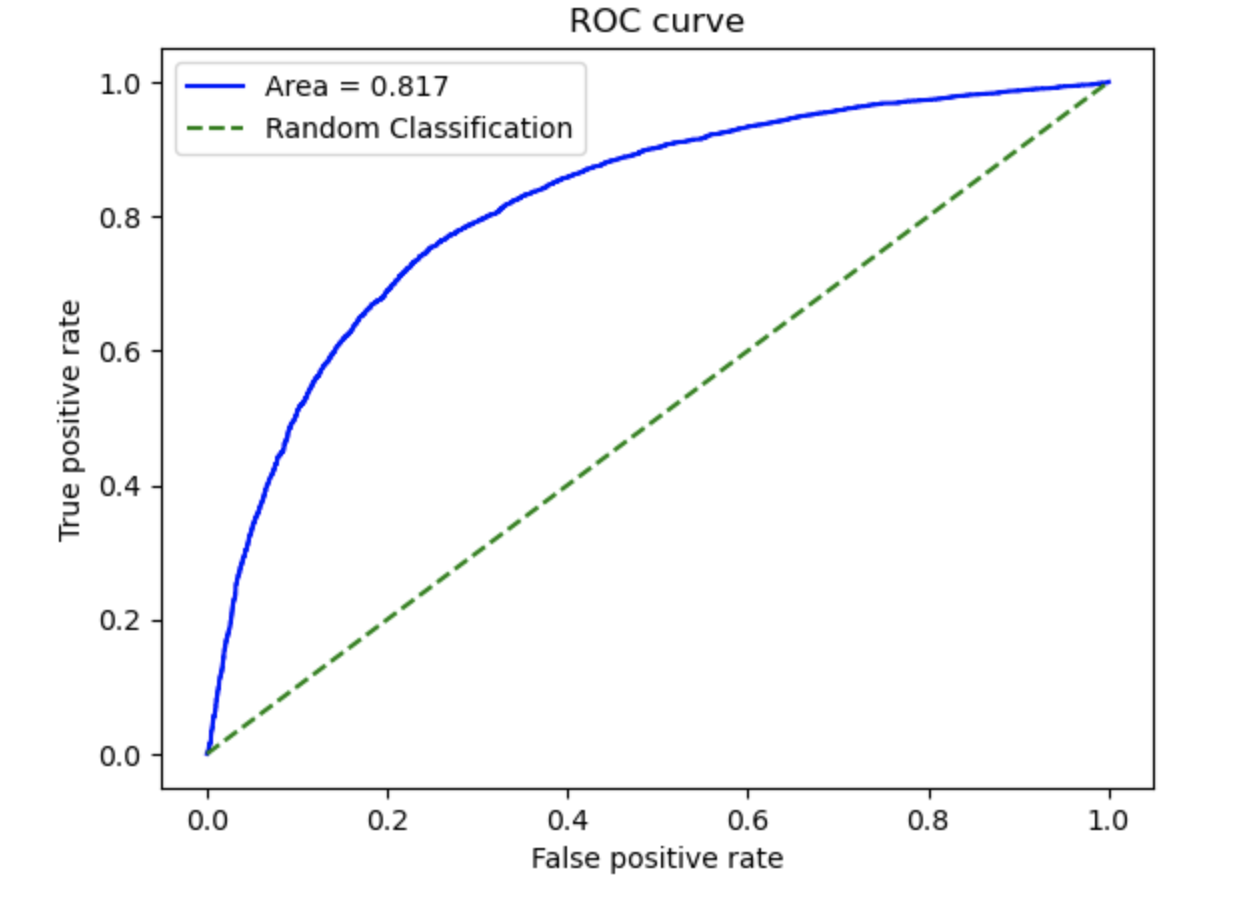 ROC curve
Area = 0.817
Random Classification
1.0
0.8
0.6
0.4
0.2
0.0
True positive rate
0.0 0.2 0.4 0.6 0.8 1.0
False positive rate